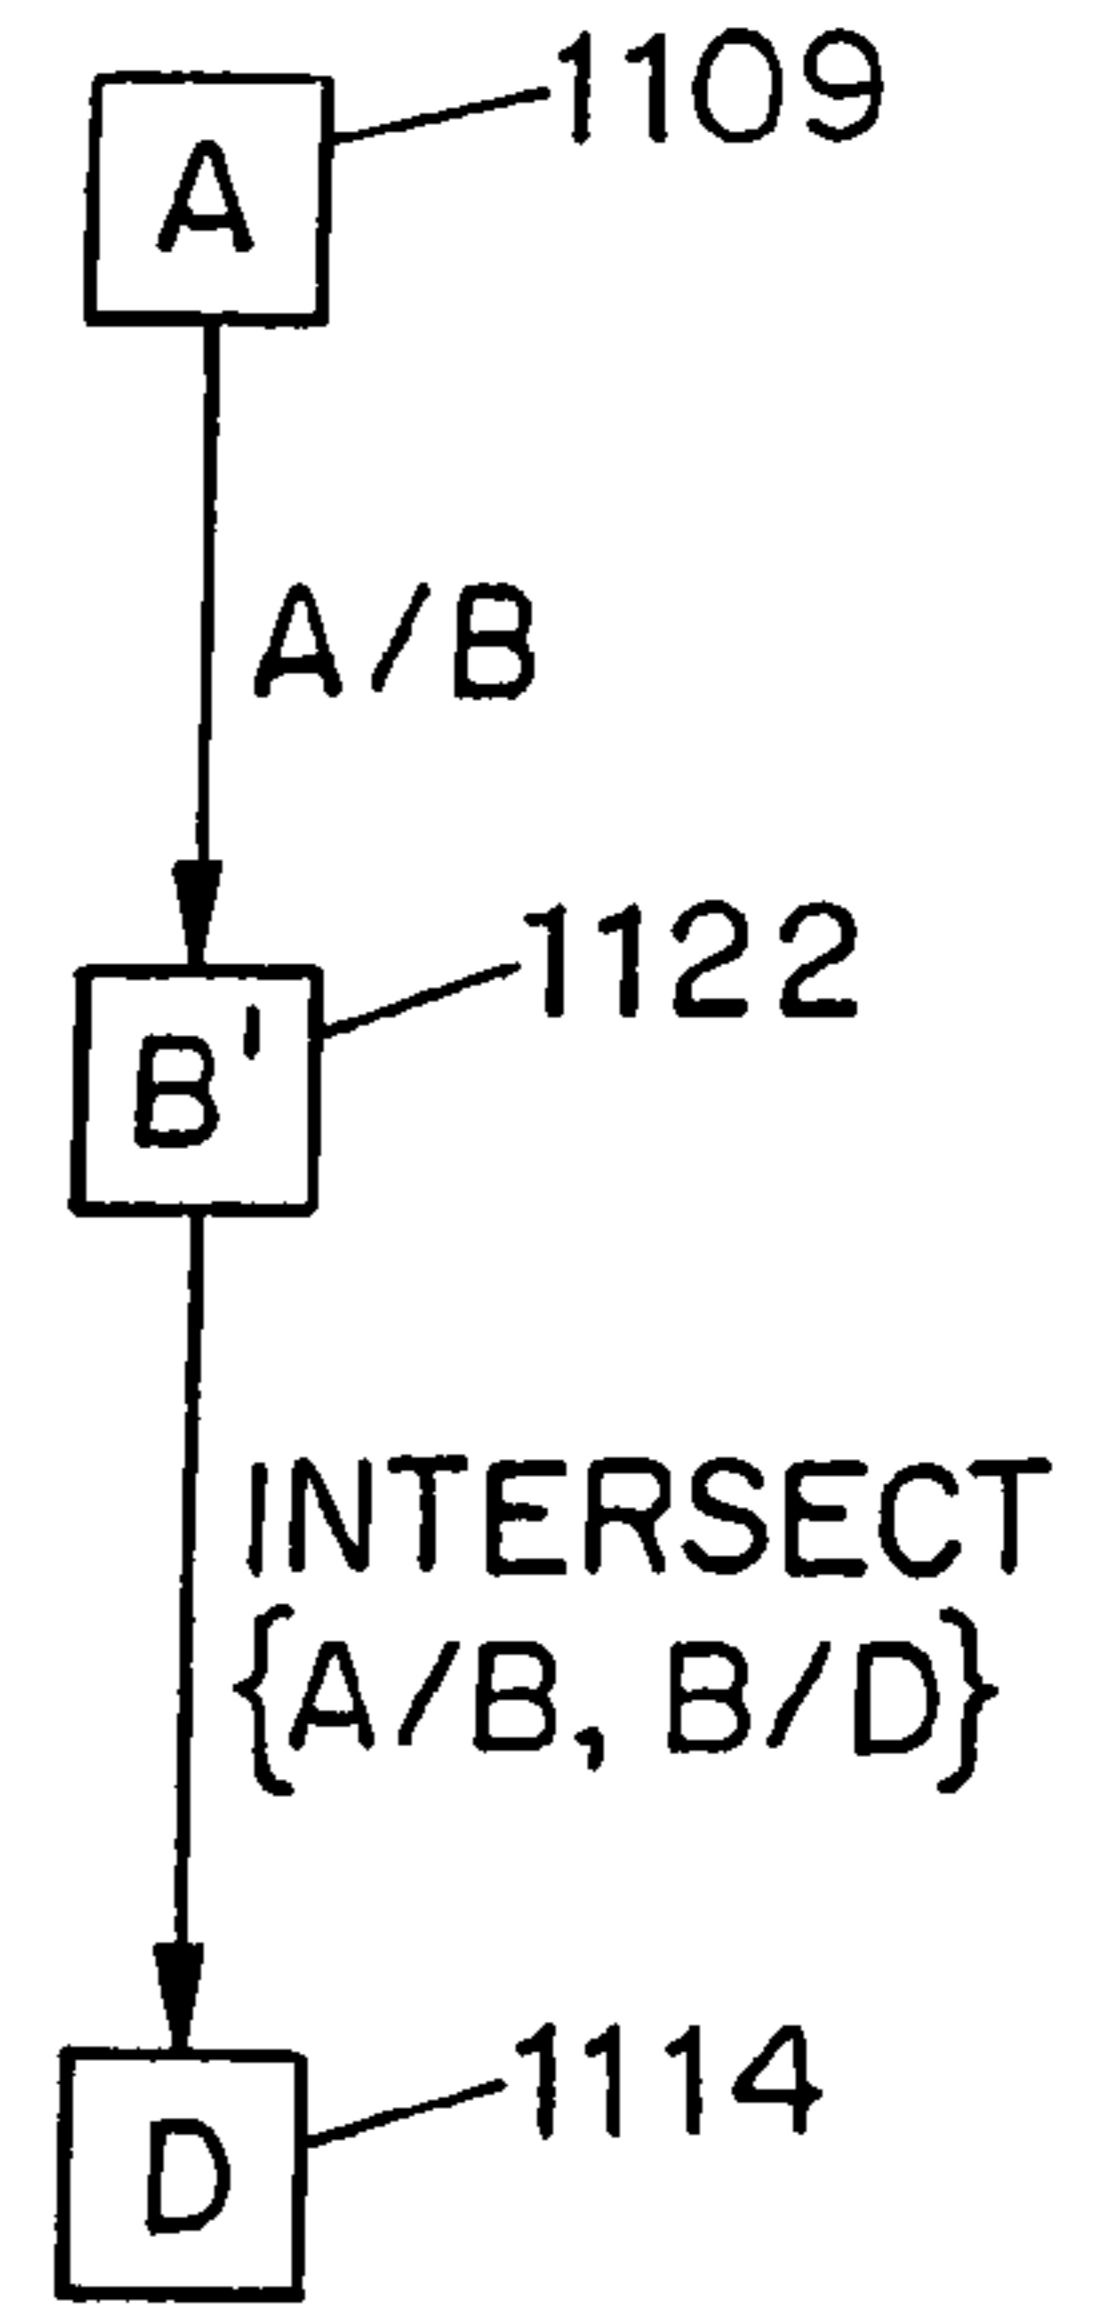 1109
A
A/B
1122
B'
INTERSECT
{A/B, B/D}
1114
D